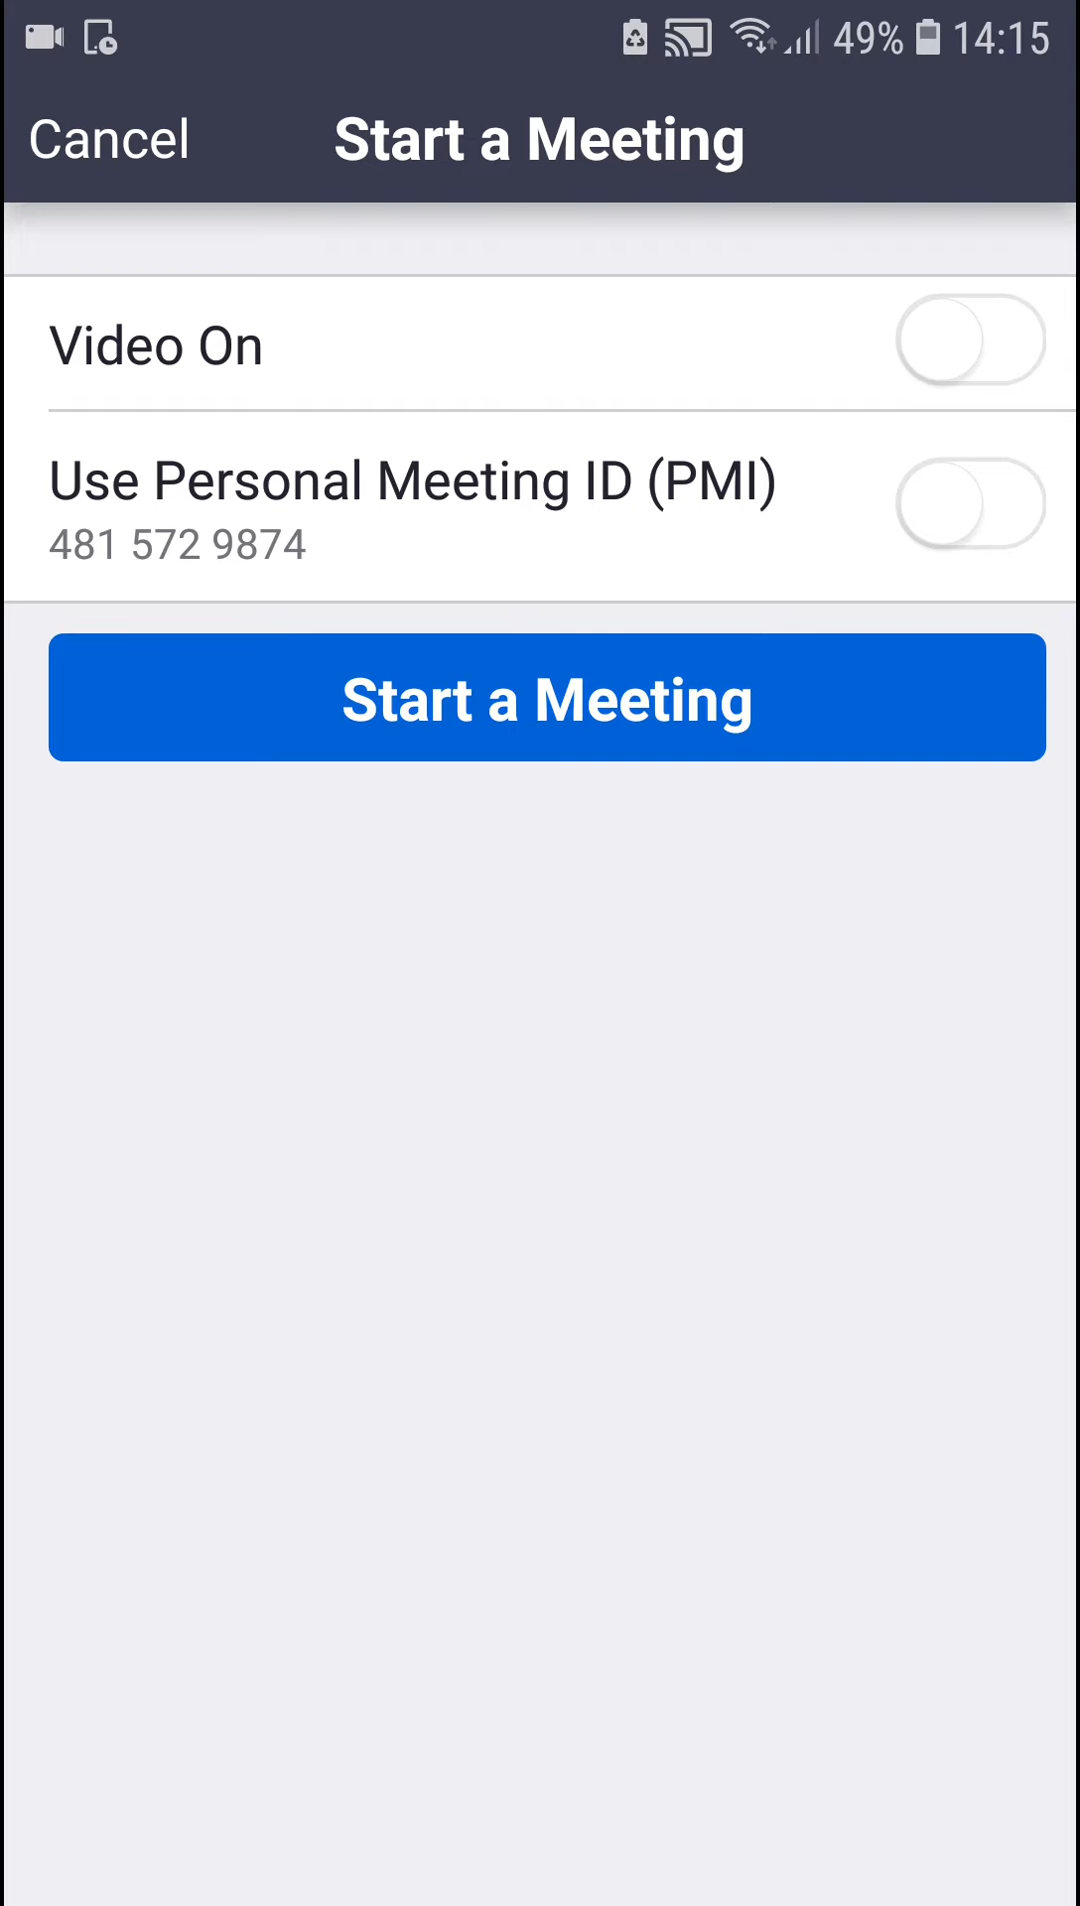 49% 14:15
Cancel Start a Meeting
Video On
Use Personal Meeting ID (PMI)
481 572 9874
Start a Meeting